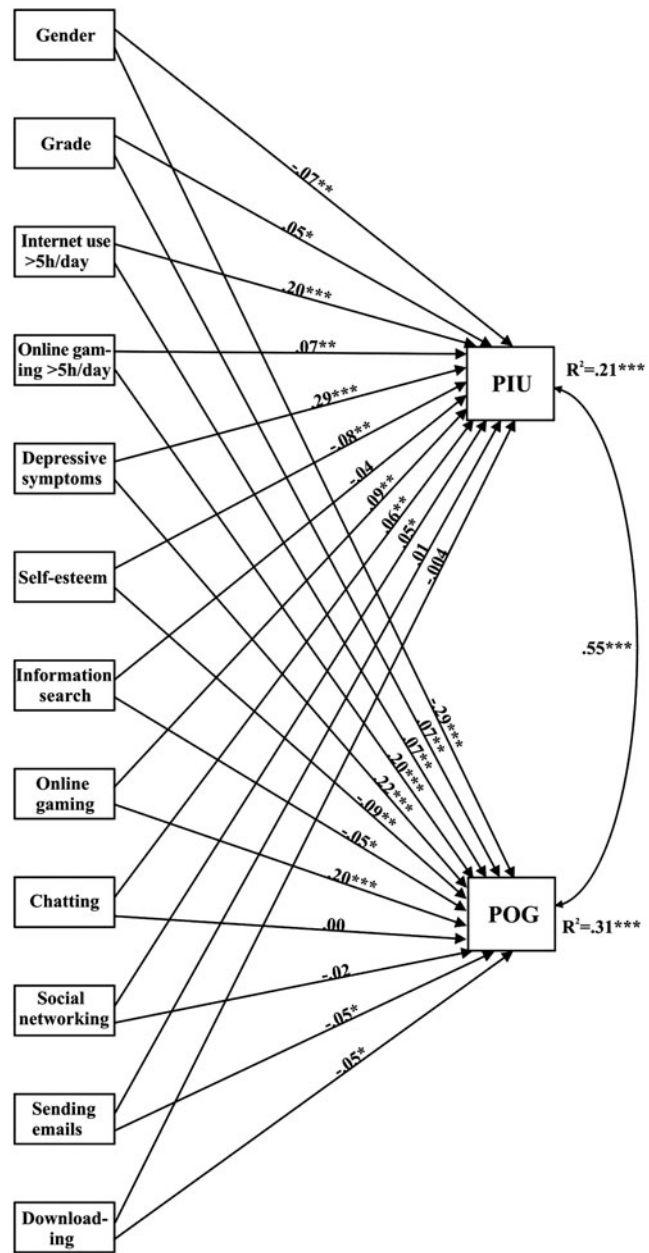 Gender
Grade
Internet use
>5h/day
Online gam-
ing >5h/day
Depressive
symptoms
Self-esteem
Information
search
Online
gaming
Chatting
Social
networking
Sending
emails
Download-
ing
-.07**
.05*
.20***
.07**
.29***
-.08**
-.04
.09**
.06**
.05*
.01
-.004
PIU
R²=.21***
.55***
-.29***
.07**
.07**
.20***
.22***
-.09**
-.05*
.20***
.00
-.02
-.05*
-.05*
POG
R²=.31***